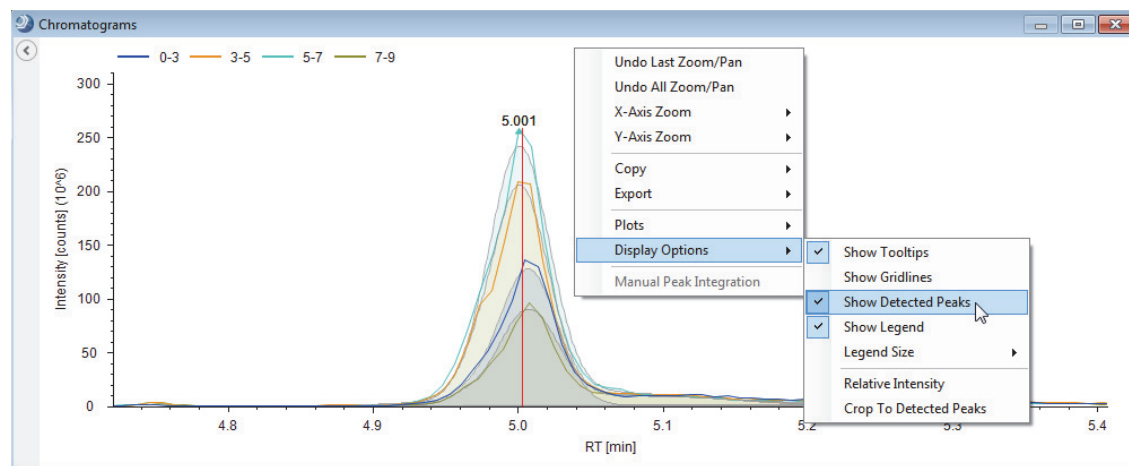 Chromatograms
0-3 3-5 5-7 7-9
300
250
200
150
100
50
0
Intensity [counts] (10^6)
5.001
4.8 4.9 5.0 5.1 5.2 5.3 5.4
RT [min]
Undo Last Zoom/Pan
Undo All Zoom/Pan
X-Axis Zoom
Y-Axis Zoom
Copy
Export
Plots
Display Options
Manual Peak Integration
Show Tooltips
Show Gridlines
Show Detected Peaks
Show Legend
Legend Size
Relative Intensity
Crop To Detected Peaks